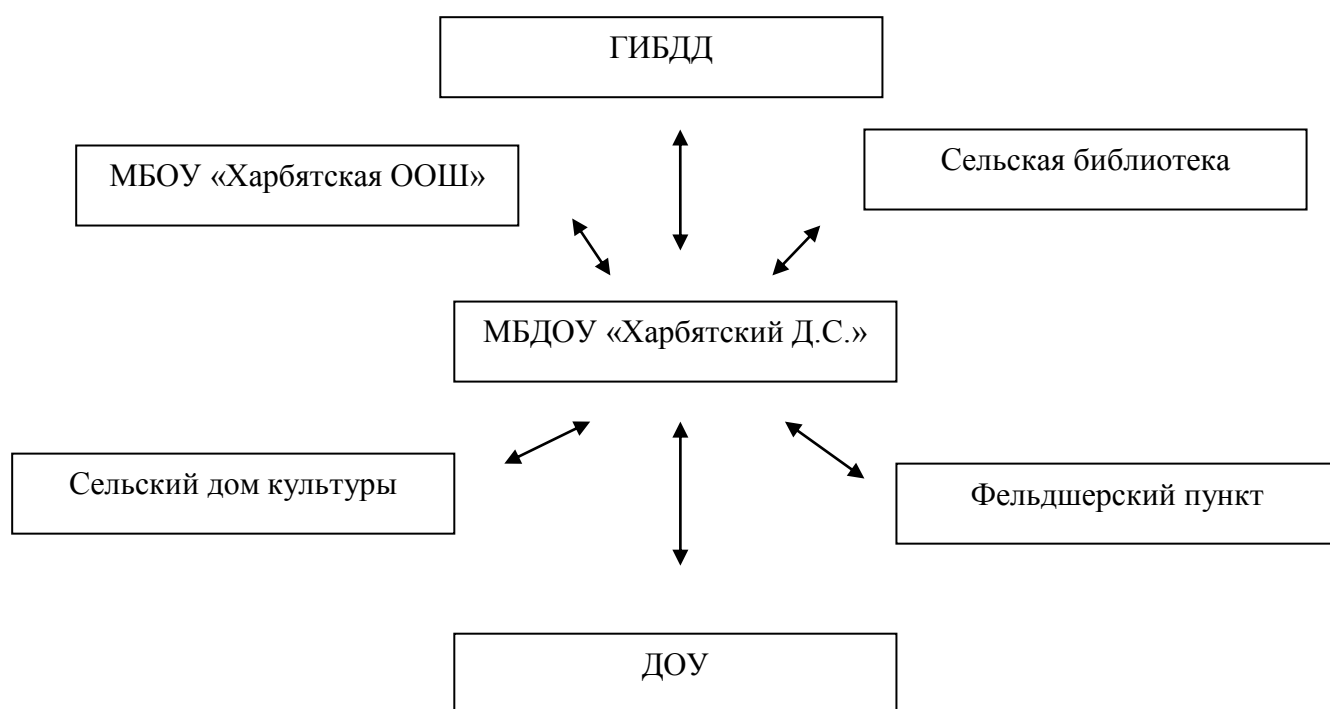 ГИБДД
МБОУ «Харбятская ООШ»
Сельская библиотека
МБДОУ «Харбятский Д.С.»
Сельский дом культуры
Фельдшерский пункт
ДОУ